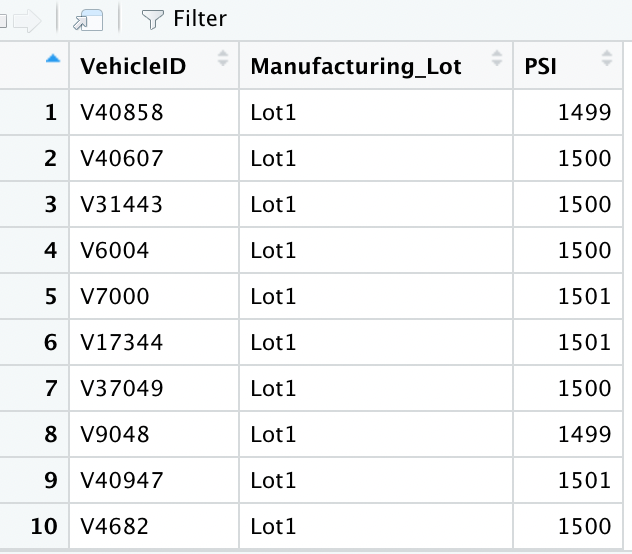 Filter
VehicleID Manufacturing_Lot PSI
1 V40858 Lot1 1499
2 V40607 Lot1 1500
3 V31443 Lot1 1500
4 V6004 Lot1 1500
5 V7000 Lot1 1501
6 V17344 Lot1 1501
7 V37049 Lot1 1500
8 V9048 Lot1 1499
9 V40947 Lot1 1501
10 V4682 Lot1 1500